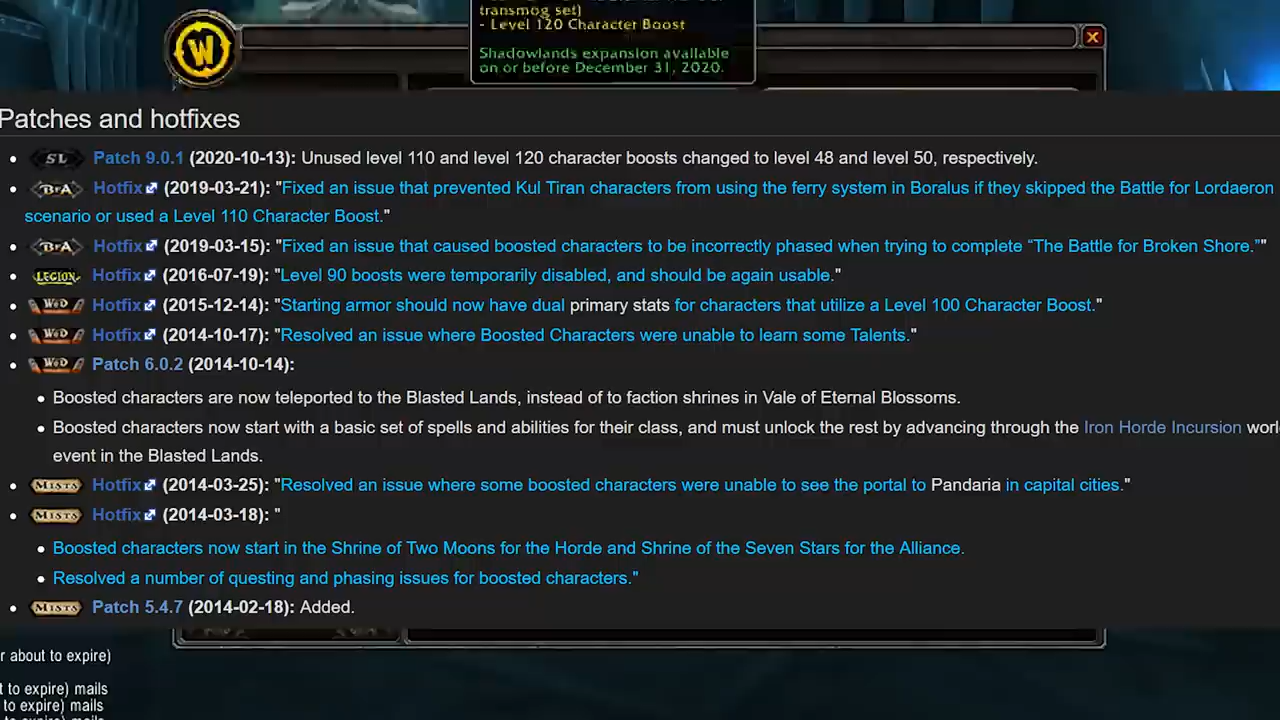 transmog set)
- Level 120 Character Boost
Shadowlands expansion available
on or before December 31, 2020.
W
Patches and hotfixes
SL Patch 9.0.1 (2020-10-13): Unused level 110 and level 120 character boosts changed to level 48 and level 50, respectively.
BfA Hotfix (2019-03-21): "Fixed an issue that prevented Kul Tiran characters from using the ferry system in Boralus if they skipped the Battle for Lordaeron
scenario or used a Level 110 Character Boost."
BfA Hotfix (2019-03-15): "Fixed an issue that caused boosted characters to be incorrectly phased when trying to complete “The Battle for Broken Shore.”"
LEGION Hotfix (2016-07-19): "Level 90 boosts were temporarily disabled, and should be again usable."
WoD Hotfix (2015-12-14): "Starting armor should now have dual primary stats for characters that utilize a Level 100 Character Boost."
WoD Hotfix (2014-10-17): "Resolved an issue where Boosted Characters were unable to learn some Talents."
WoD Patch 6.0.2 (2014-10-14):
Boosted characters are now teleported to the Blasted Lands, instead of to faction shrines in Vale of Eternal Blossoms.
Boosted characters now start with a basic set of spells and abilities for their class, and must unlock the rest by advancing through the Iron Horde Incursion worl
event in the Blasted Lands.
MISTS Hotfix (2014-03-25): "Resolved an issue where some boosted characters were unable to see the portal to Pandaria in capital cities."
MISTS Hotfix (2014-03-18): "
Boosted characters now start in the Shrine of Two Moons for the Horde and Shrine of the Seven Stars for the Alliance.
Resolved a number of questing and phasing issues for boosted characters."
MISTS Patch 5.4.7 (2014-02-18): Added.
r about to expire)
t to expire) mails
to expire) mails